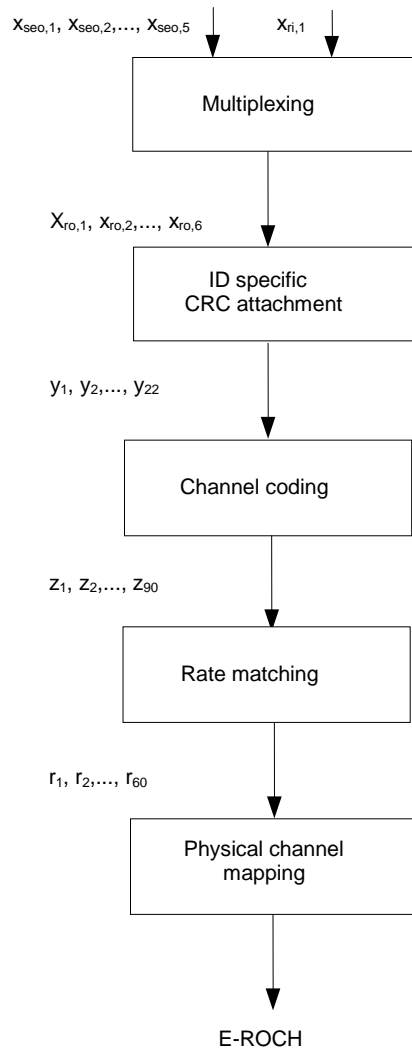 xseo,1, xseo,2,..., xseo,5 xri,1
Multiplexing
Xro,1, xro,2,..., xro,6
ID specific
CRC attachment
y1, y2,..., y22
Channel coding
z1, z2,..., z90
Rate matching
r1, r2,..., r60
Physical channel
mapping
E-ROCH